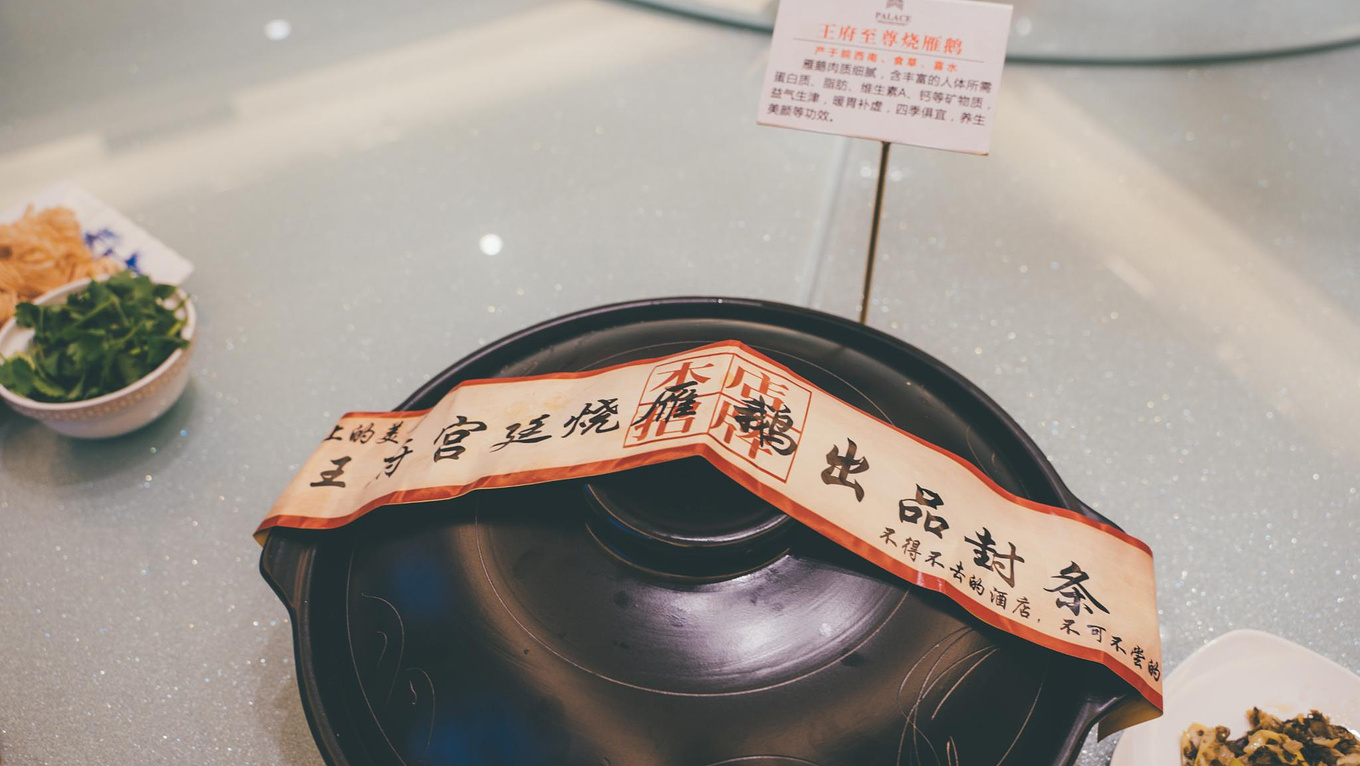 PALACE
王府至尊烧雁鹅
产于皖西南、食草、喜水
雁鹅肉质细腻，含丰富的人体所需
蛋白质、脂肪、维生素A、钙等矿物质，
益气生津，暖胃补虚，四季俱宜，养生
美颜等功效。
上的美
王府宫廷烧雁鹅出品封条
本店
招牌
不得不去的酒店，不可不尝的